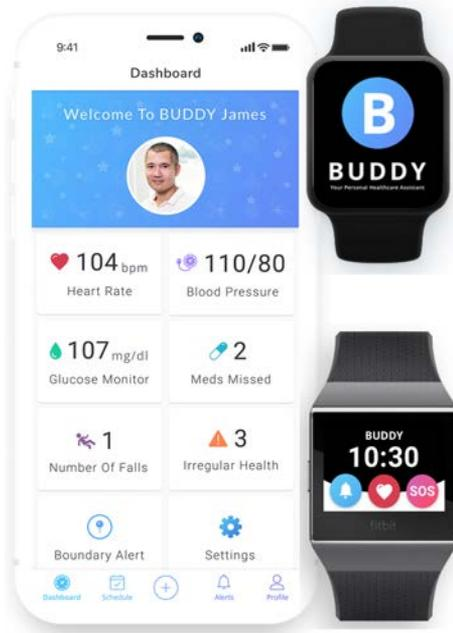 9:41
Dashboard
Welcome To BUDDY James
104 bpm
Heart Rate
110/80
Blood Pressure
107 mg/dl
Glucose Monitor
2
Meds Missed
1
Number Of Falls
3
Irregular Health
Boundary Alert
Settings
Dashboard
Schedule
Alerts
Profile
B
BUDDY
Your Personal Healthcare Assistant
BUDDY
10:30
SOS
fitbit